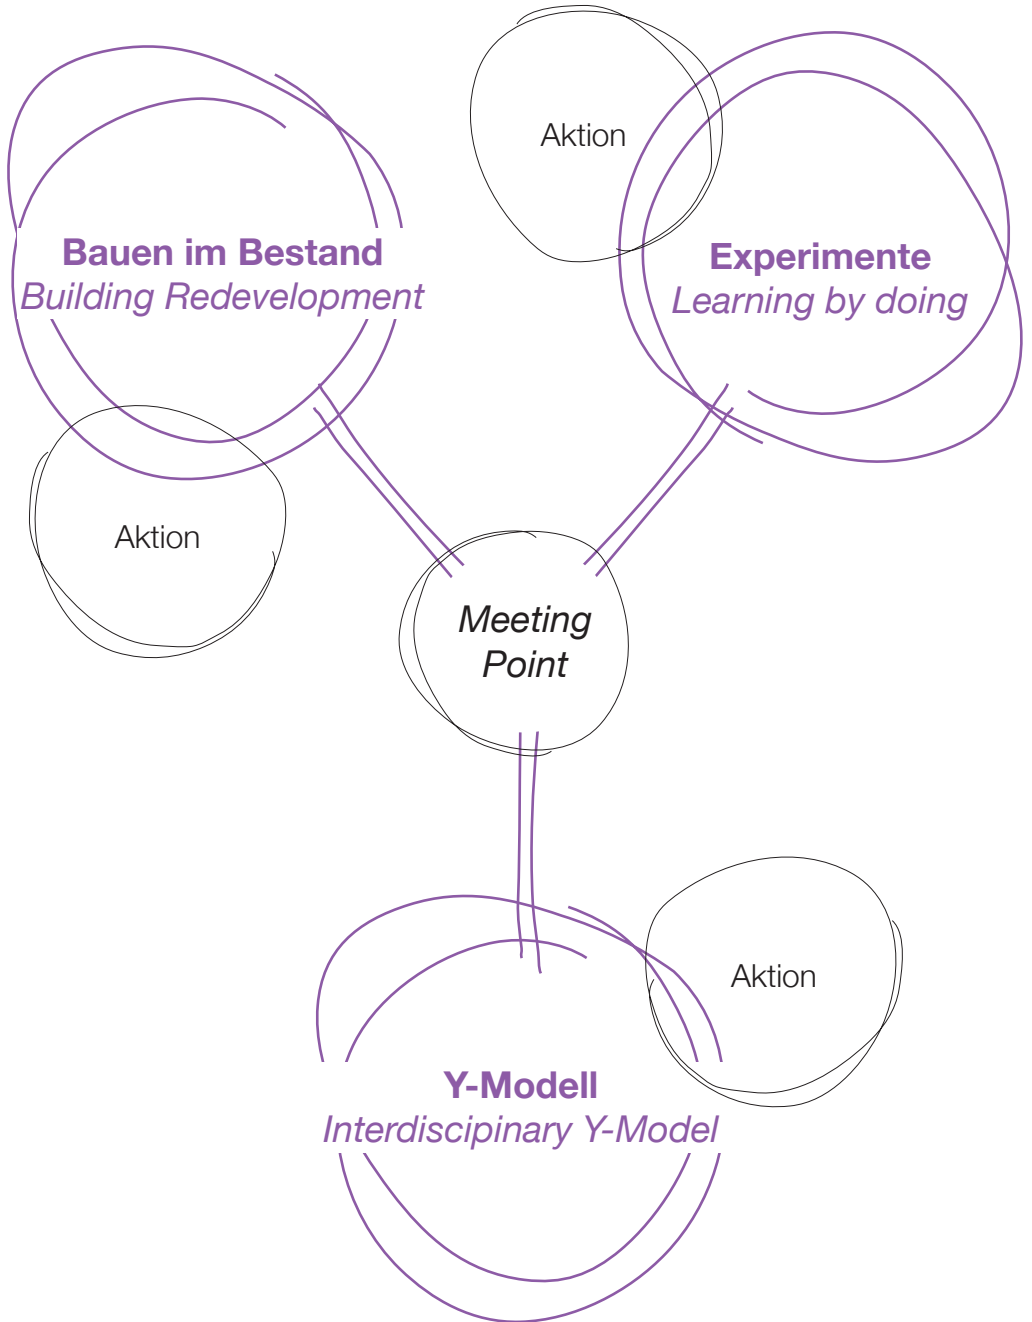 Aktion
Bauen im Bestand
Building Redevelopment
Experimente
Learning by doing
Aktion
Meeting
Point
Aktion
Y-Modell
Interdiscipinary Y-Model